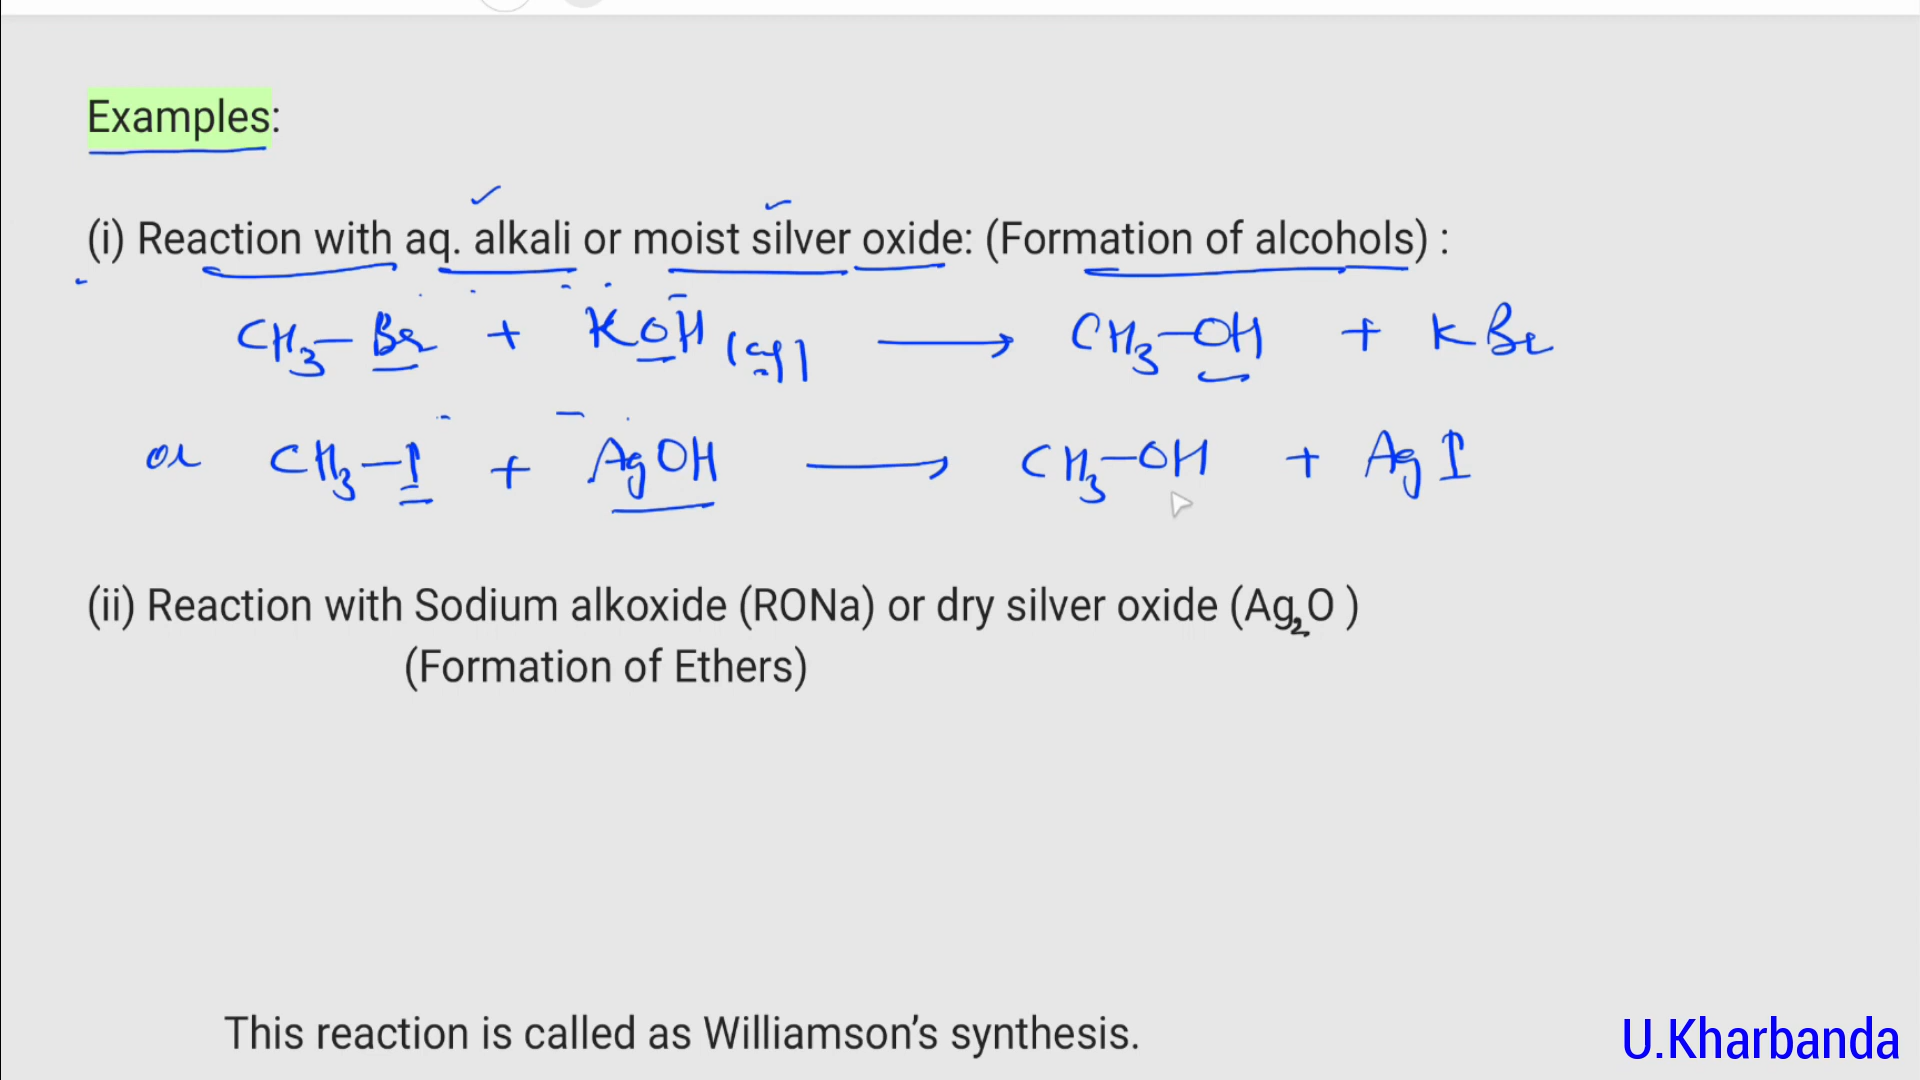 Examples:
(i) Reaction with aq. alkali or moist silver oxide: (Formation of alcohols) :
CH₃-Br + KOH (aq) ⟶ CH₃-OH + KBr
or CH₃-I + AgOH ⟶ CH₃-OH + AgI
(ii) Reaction with Sodium alkoxide (RONa) or dry silver oxide (Ag₂O )
(Formation of Ethers)
This reaction is called as Williamson’s synthesis.
U.Kharbanda